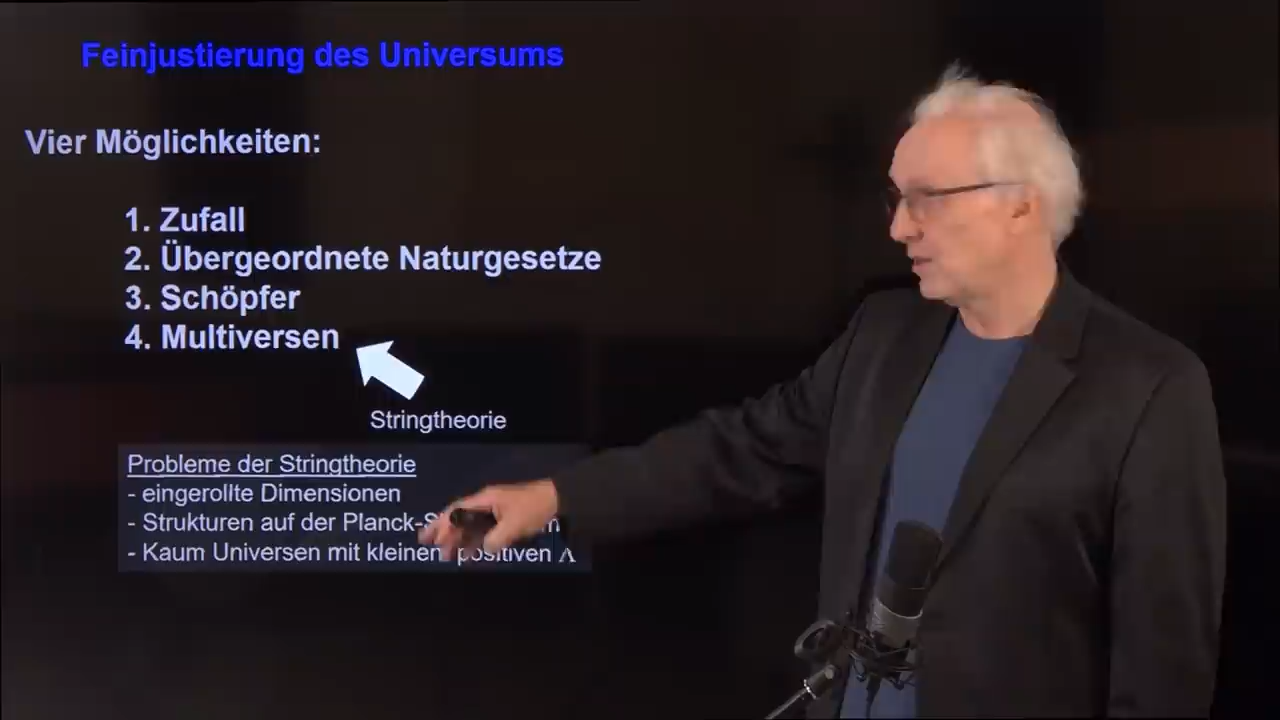 Feinjustierung des Universums
Vier Möglichkeiten:
1. Zufall
2. Übergeordnete Naturgesetze
3. Schöpfer
4. Multiversen
Stringtheorie
Probleme der Stringtheorie
- eingerollte Dimensionen
- Strukturen auf der
- Kaum Universen mit kleinen positiven Λ